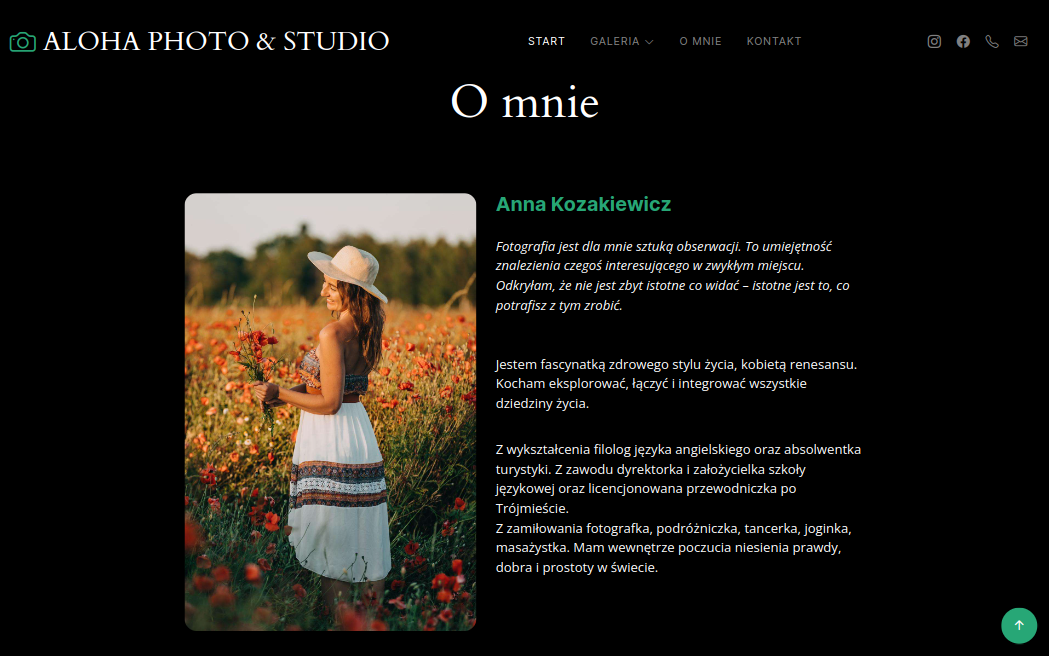 ALOHA PHOTO & STUDIO
START
GALERIA
O MNIE
KONTAKT
O mnie
Anna Kozakiewicz
Fotografia jest dla mnie sztuką obserwacji. To umiejętność
znalezienia czegoś interesującego w zwykłym miejscu.
Odkryłam, że nie jest zbyt istotne co widać – istotne jest to, co
potrafisz z tym zrobić.
Jestem fascynatką zdrowego stylu życia, kobietą renesansu.
Kocham eksplorować, łączyć i integrować wszystkie
dziedziny życia.
Z wykształcenia filolog języka angielskiego oraz absolwentka
turystyki. Z zawodu dyrektorka i założycielka szkoły
językowej oraz licencjonowana przewodniczka po
Trójmieście.
Z zamiłowania fotografka, podróżniczka, tancerka, joginka,
masażystka. Mam wewnętrze poczucia niesienia prawdy,
dobra i prostoty w świecie.